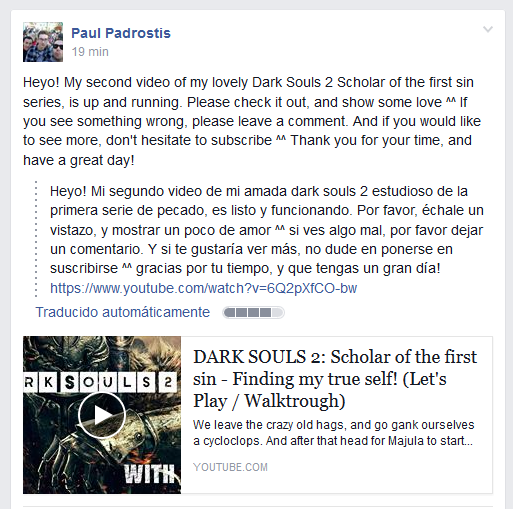 Paul Padrostis
19 min
Heyo! My second video of my lovely Dark Souls 2 Scholar of the first sin
series, is up and running. Please check it out, and show some love ^^ If
you see something wrong, please leave a comment. And if you would like
to see more, don't hesitate to subscribe ^^ Thank you for your time, and
have a great day!
Heyo! Mi segundo video de mi amada dark souls 2 estudioso de la
primera serie de pecado, es listo y funcionando. Por favor, échale un
vistazo, y mostrar un poco de amor ^^ si ves algo mal, por favor dejar
un comentario. Y si te gustaría ver más, no dude en ponerse en
suscribirse ^^ gracias por tu tiempo, y que tengas un gran día!
https://www.youtube.com/watch?v=6Q2pXfCO-bw
Traducido automáticamente
RK SOULS 2
WITH
DARK SOULS 2: Scholar of the first
sin - Finding my true self! (Let's
Play / Walktrough)
We leave the crazy old hags, and go gank ourselves
a cycloclops. And after that head for Majula to start...
YOUTUBE.COM